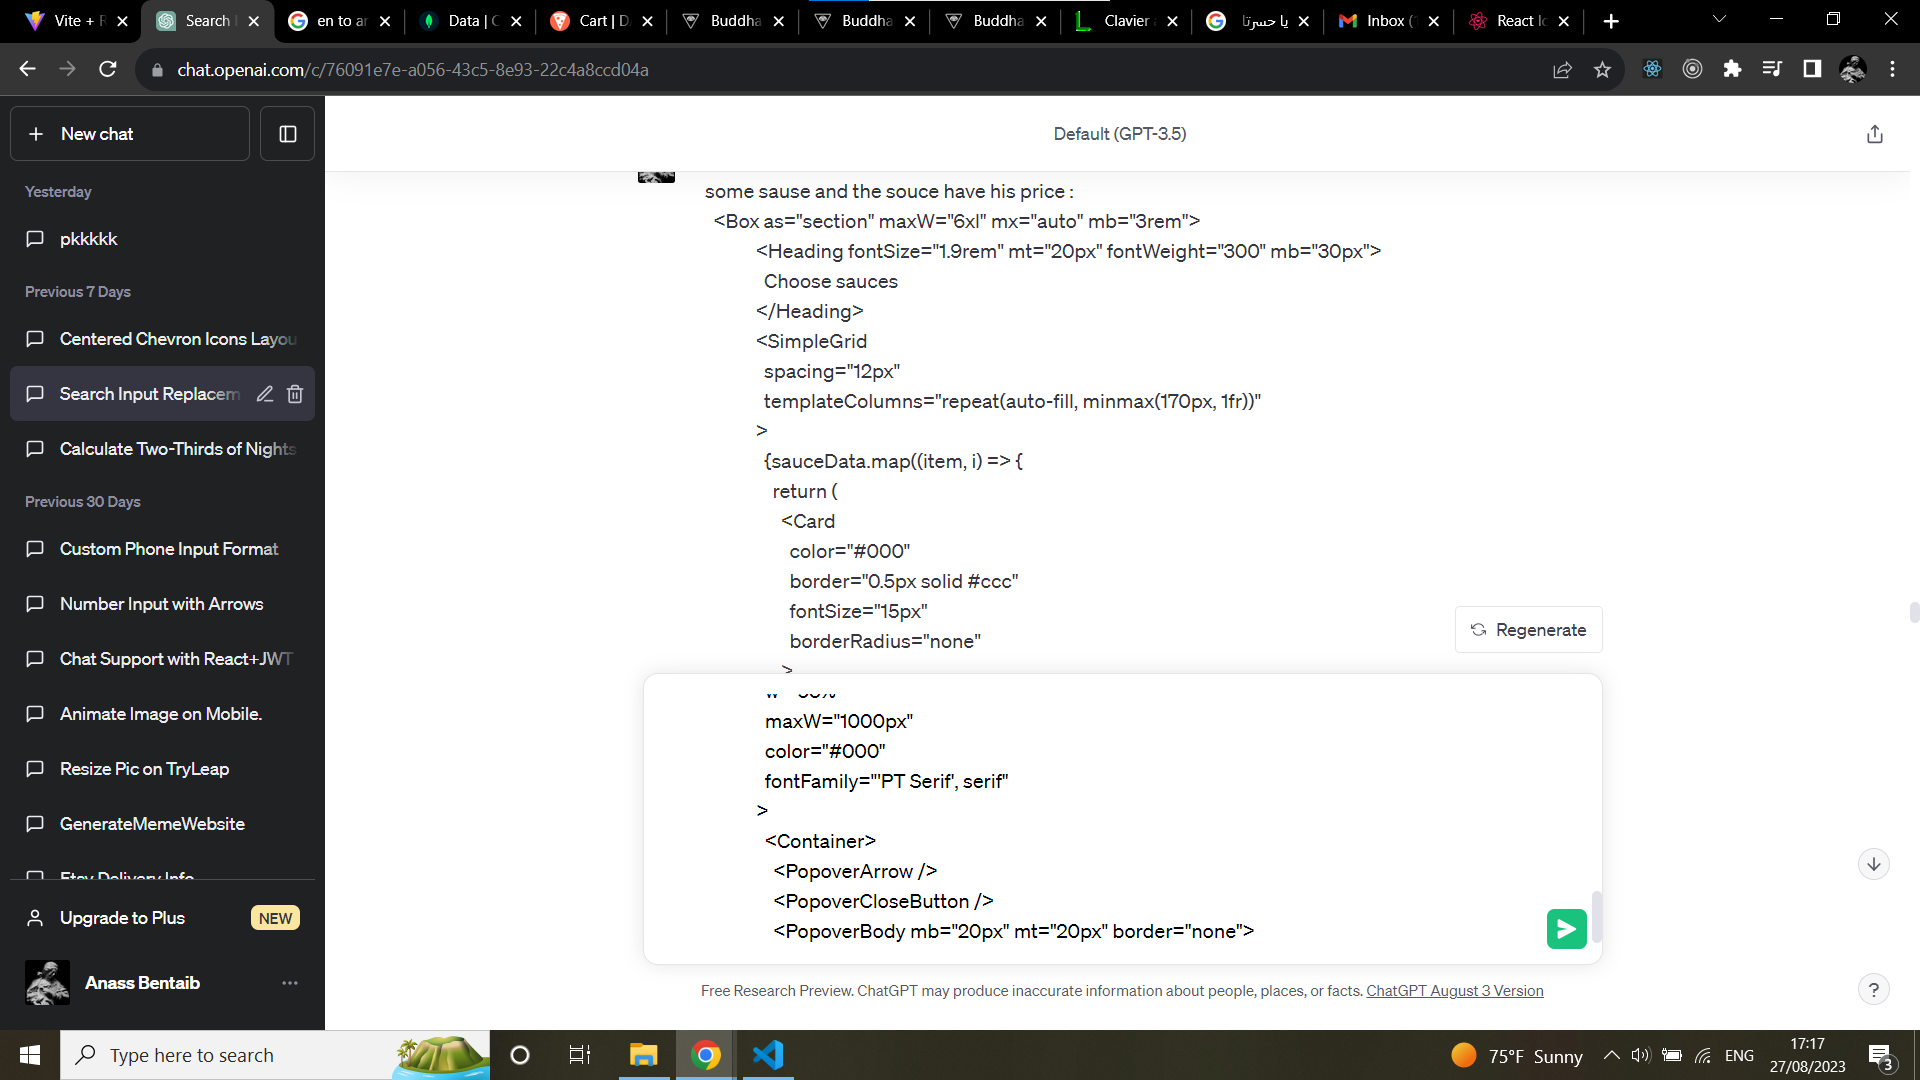 Vite + R
Search I
en to ar
Data | C
Cart | D
Buddha
Buddha
Buddha
Clavier a
يا حسرتا
Inbox (1
React Ic
chat.openai.com/c/76091e7e-a056-43c5-8e93-22c4a8ccd04a
New chat
Default (GPT-3.5)
Yesterday
pkkkkk
Previous 7 Days
Centered Chevron Icons Layou
Search Input Replacem
Calculate Two-Thirds of Nights
Previous 30 Days
Custom Phone Input Format
Number Input with Arrows
Chat Support with React+JWT
Animate Image on Mobile.
Resize Pic on TryLeap
GenerateMemeWebsite
Etsy Delivery Info
Upgrade to Plus
NEW
Anass Bentaib
some sause and the souce have his price :
<Box as="section" maxW="6xl" mx="auto" mb="3rem">
<Heading fontSize="1.9rem" mt="20px" fontWeight="300" mb="30px">
Choose sauces
</Heading>
<SimpleGrid
spacing="12px"
templateColumns="repeat(auto-fill, minmax(170px, 1fr))"
>
{sauceData.map((item, i) => {
return (
<Card
color="#000"
border="0.5px solid #ccc"
fontSize="15px"
borderRadius="none"
>
Regenerate
maxW="1000px"
color="#000"
fontFamily="'PT Serif', serif"
>
<Container>
<PopoverArrow />
<PopoverCloseButton />
<PopoverBody mb="20px" mt="20px" border="none">
Free Research Preview. ChatGPT may produce inaccurate information about people, places, or facts. ChatGPT August 3 Version
?
Type here to search
75°F Sunny
ENG
17:17
27/08/2023
3